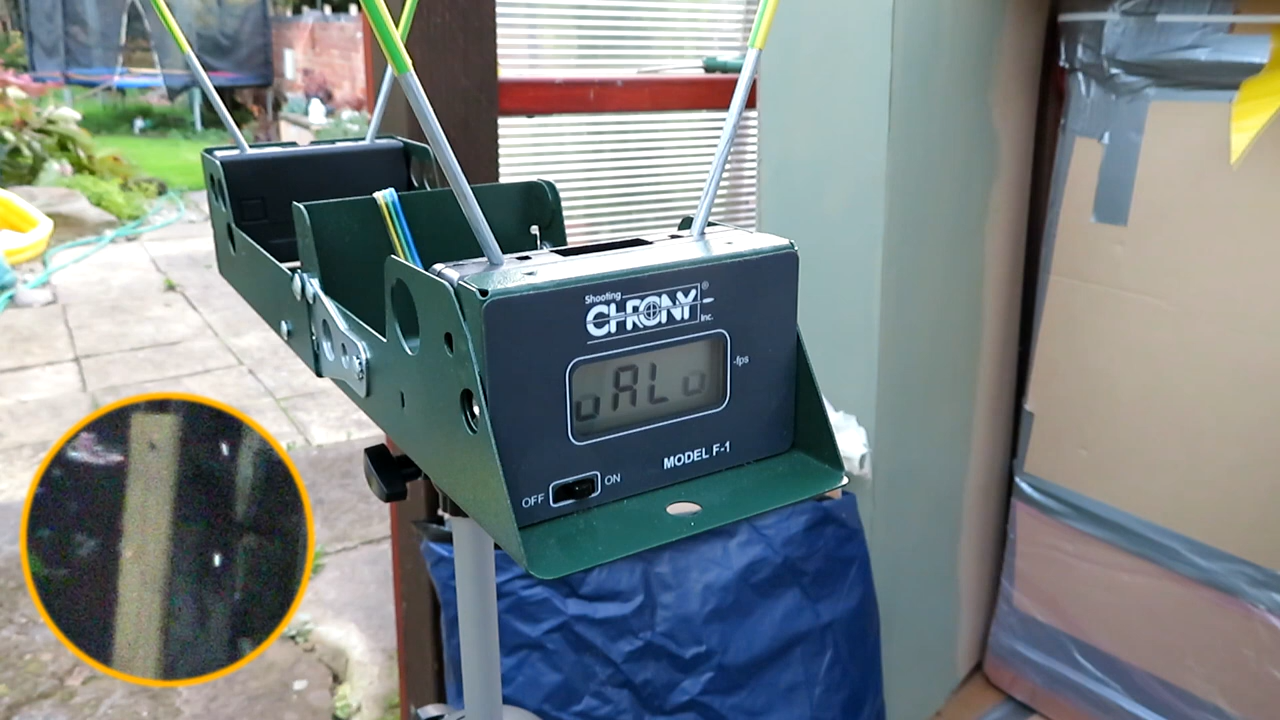 Shooting
CHRONY®
Inc.
-fps
oALo
MODEL F-1
OFF ON